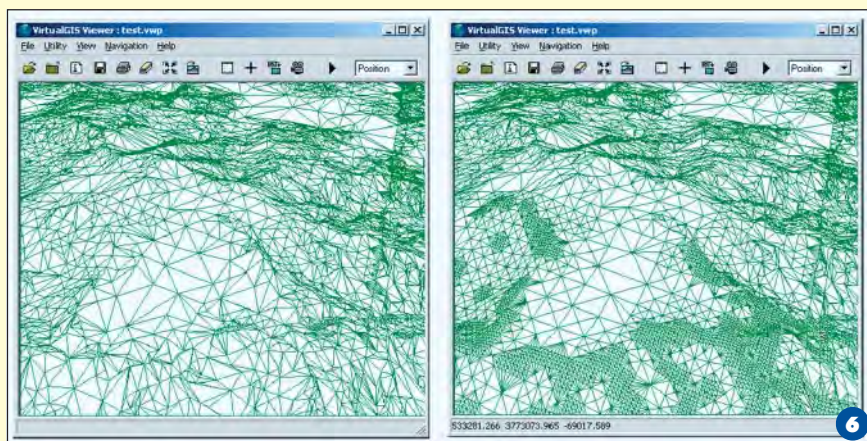 VirtualGIS Viewer : test.vwp
File Utility View Navigation Help
Position
VirtualGIS Viewer : test.vwp
File Utility View Navigation Help
Position
533281.266 3773073.965 -69017.589
6